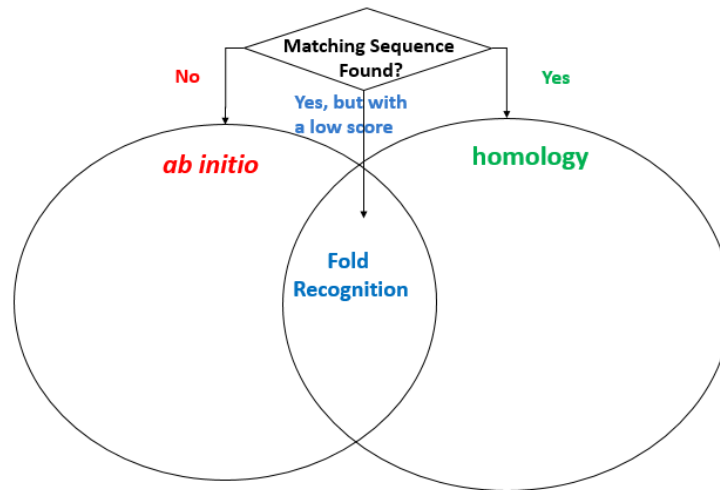 Matching Sequence
Found?
No
Yes, but with
a low score
Yes
ab initio
homology
Fold
Recognition